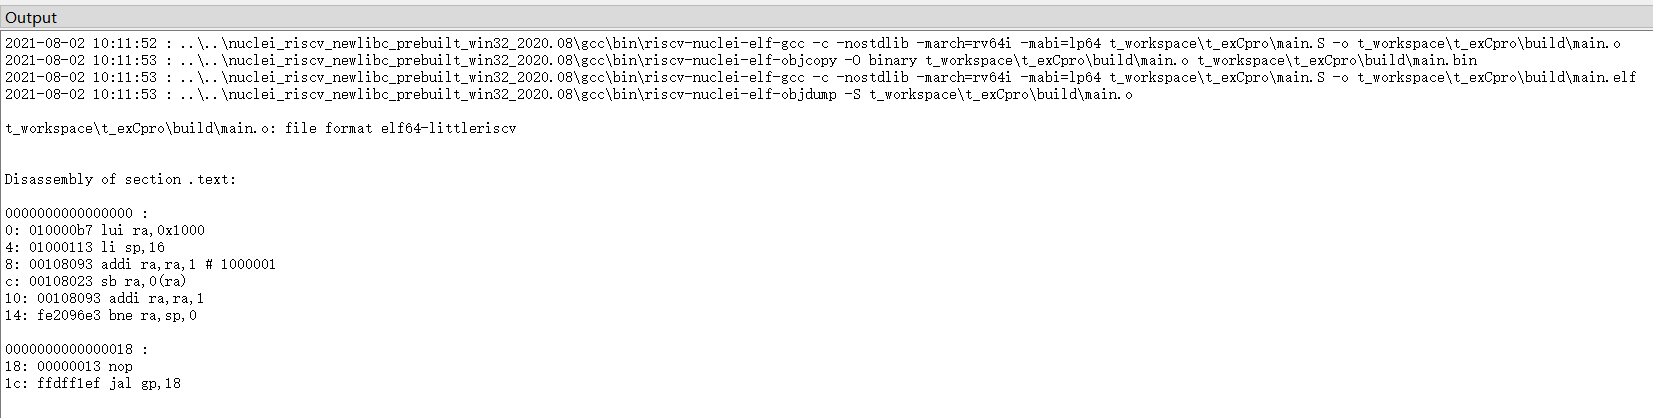 Output
2021-08-02 10:11:52 : ..\..\nuclei_riscv_newlibc_prebuilt_win32_2020.08\gcc\bin\riscv-nuclei-elf-gcc -c -nostdlib -march=rv64i -mabi=lp64 t_workspace\t_exCpro\main.S -o t_workspace\t_exCpro\build\main.o
2021-08-02 10:11:53 : ..\..\nuclei_riscv_newlibc_prebuilt_win32_2020.08\gcc\bin\riscv-nuclei-elf-objcopy -O binary t_workspace\t_exCpro\build\main.o t_workspace\t_exCpro\build\main.bin
2021-08-02 10:11:53 : ..\..\nuclei_riscv_newlibc_prebuilt_win32_2020.08\gcc\bin\riscv-nuclei-elf-gcc -c -nostdlib -march=rv64i -mabi=lp64 t_workspace\t_exCpro\main.S -o t_workspace\t_exCpro\build\main.elf
2021-08-02 10:11:53 : ..\..\nuclei_riscv_newlibc_prebuilt_win32_2020.08\gcc\bin\riscv-nuclei-elf-objdump -S t_workspace\t_exCpro\build\main.o
t_workspace\t_exCpro\build\main.o: file format elf64-littleriscv
Disassembly of section .text:
0000000000000000 :
0: 010000b7 lui ra,0x1000
4: 01000113 li sp,16
8: 00108093 addi ra,ra,1 # 1000001
c: 00108023 sb ra,0(ra)
10: 00108093 addi ra,ra,1
14: fe2096e3 bne ra,sp,0
0000000000000018 :
18: 00000013 nop
1c: ffdff1ef jal gp,18